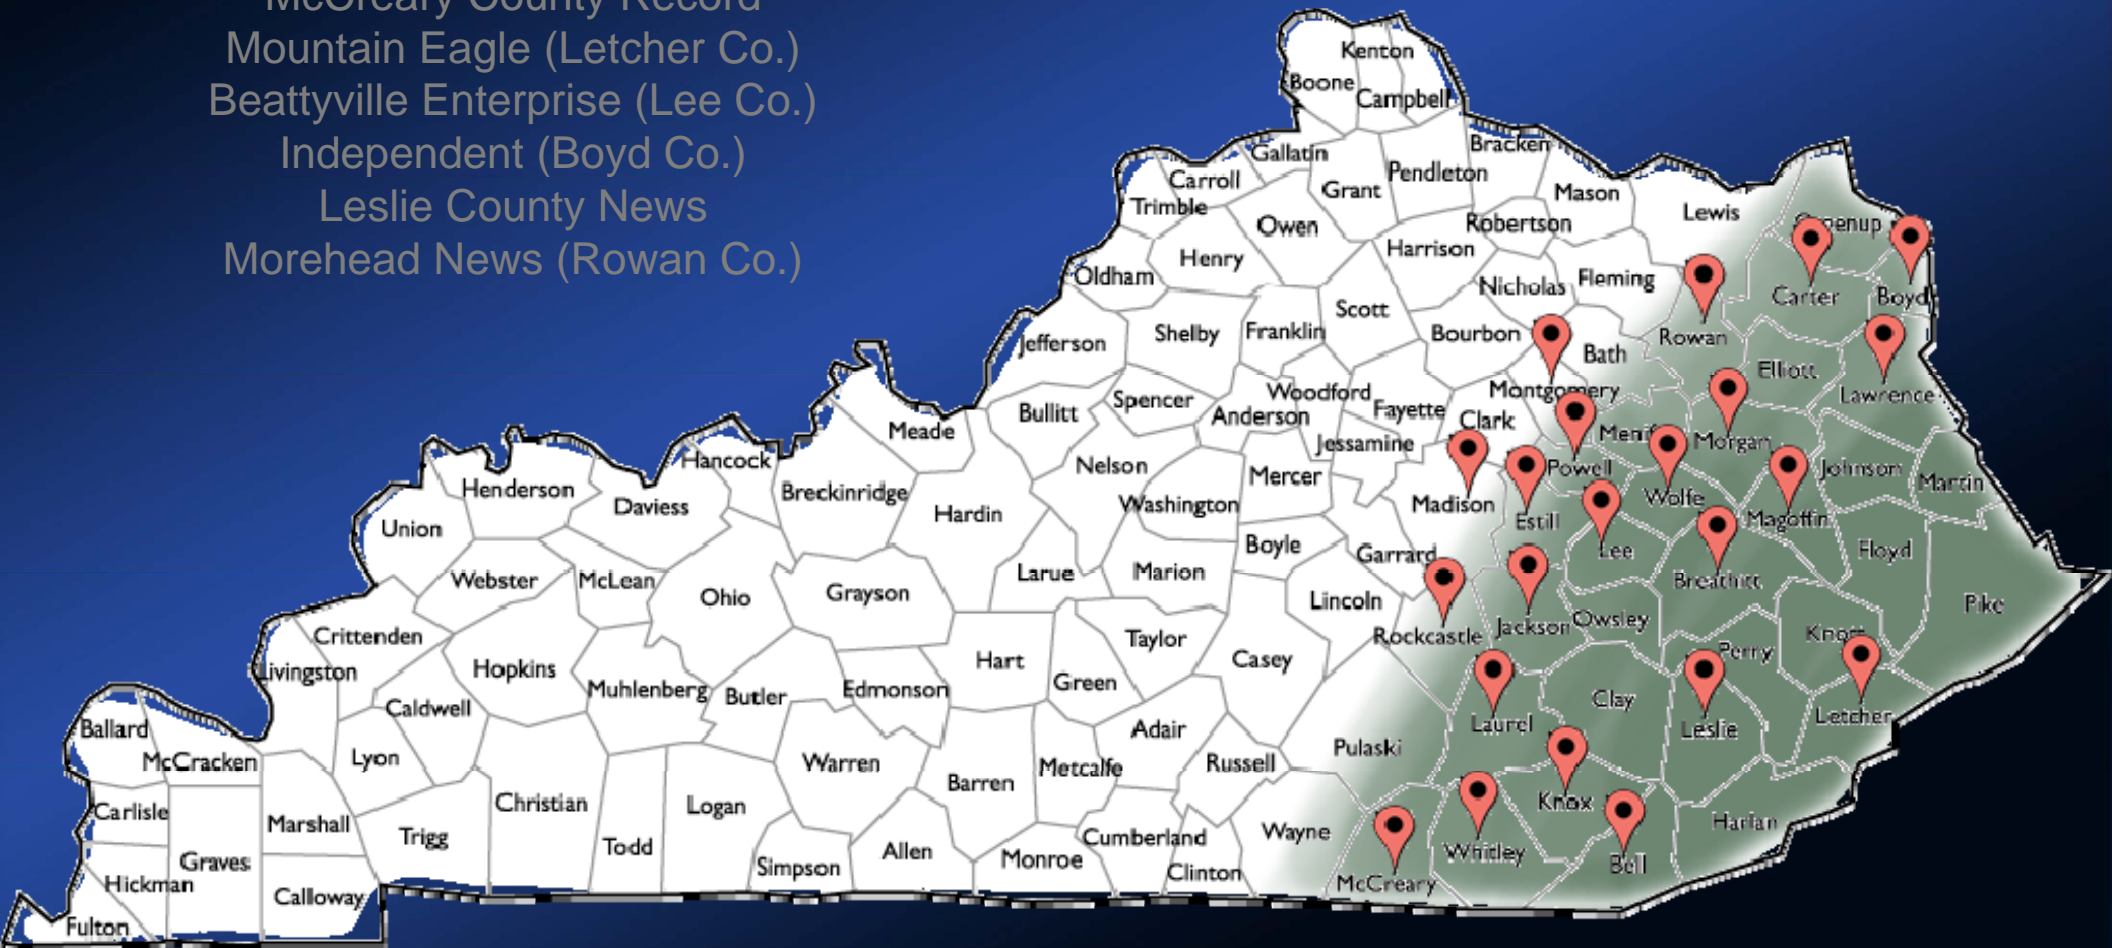 McCreary County Record
Mountain Eagle (Letcher Co.)
Beattyville Enterprise (Lee Co.)
Independent (Boyd Co.)
Leslie County News
Morehead News (Rowan Co.)
Kenton
Boone
Campbell
Bracken
Gallatin
Pendleton
Carroll
Grant
Mason
Trimble
Lewis
Owen
Robertson
Harrison
Henry
Oldham
Nicholas
Fleming
Carter
Boyd
Scott
Shelby
Franklin
Bourbon
Jefferson
Rowan
Bath
Elliott
Woodford
Montgomery
Lawrence
Spencer
Bullitt
Anderson
Fayette
Clark
Meade
Jessamine
Morgan
Hancock
Nelson
Powell
Johnson
Mercer
Henderson
Breckinridge
Martin
Wolfe
Daviess
Washington
Madison
Hardin
Magoffin
Estill
Union
Boyle
Lee
Garrard
Floyd
Larue
Marion
Webster
McLean
Breathitt
Grayson
Ohio
Lincoln
Pike
Owsley
Jackson
Crittenden
Rockcastle
Taylor
Knott
Perry
Hart
Casey
Hopkins
Livingston
Green
Muhlenberg
Edmonson
Butler
Clay
Caldwell
Letcher
Laurel
Ballard
Adair
Leslie
Pulaski
Lyon
McCracken
Warren
Russell
Metcalfe
Barren
Christian
Knox
Logan
Carlisle
Harlan
Marshall
Wayne
Trigg
Cumberland
Todd
Allen
Whitley
Monroe
Graves
Bell
Simpson
Clinton
Hickman
McCreary
Calloway
Fulton